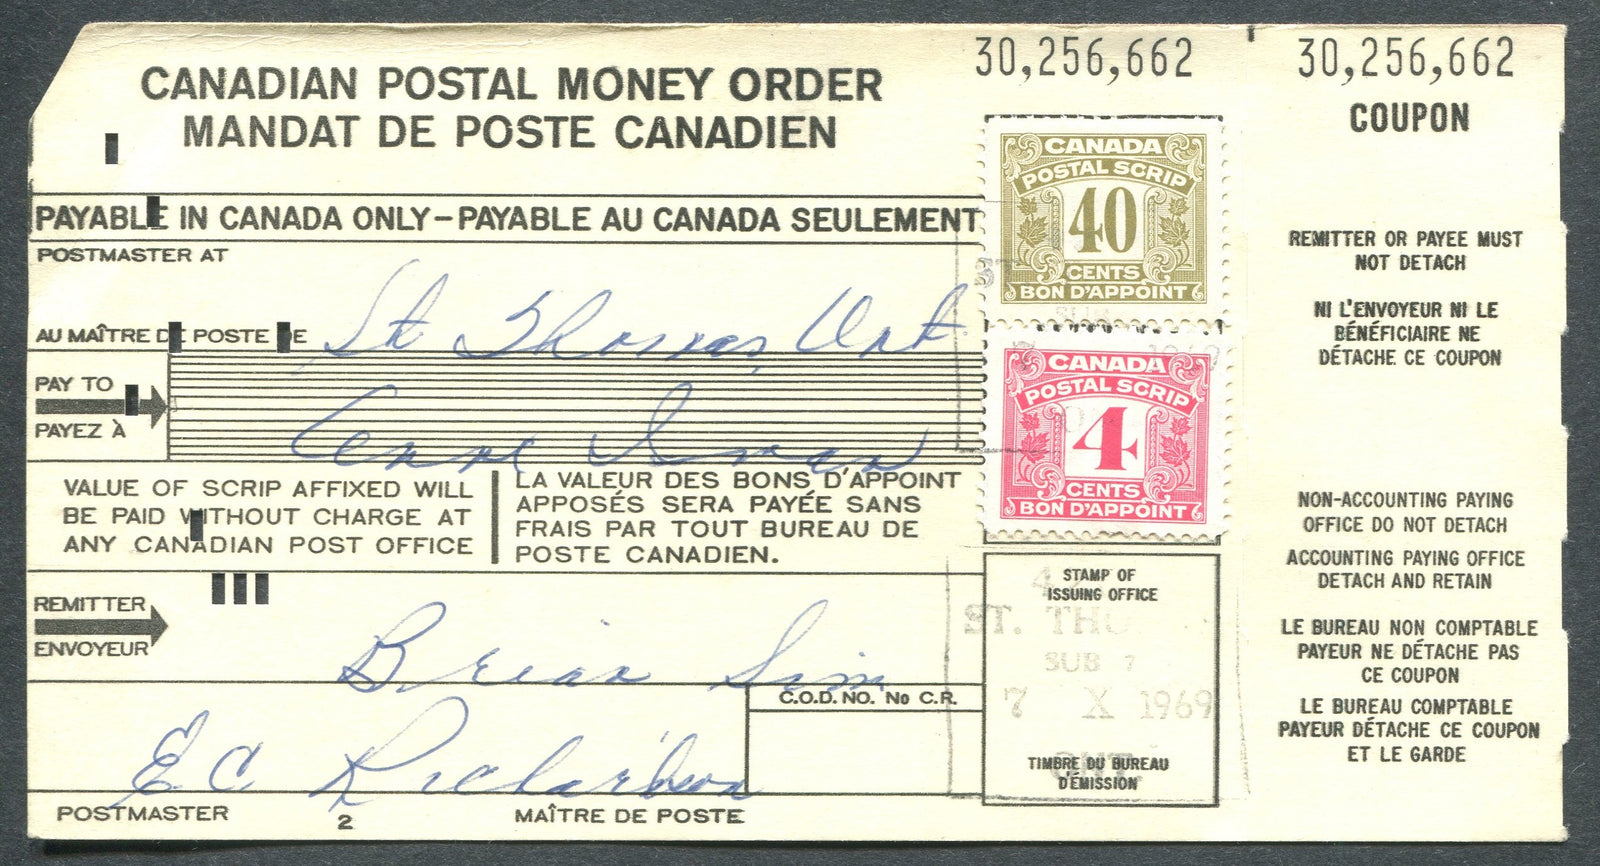 CANADIAN POSTAL MONEY ORDER
MANDAT DE POSTE CANADIEN
PAYABLE IN CANADA ONLY–PAYABLE AU CANADA SEULEMENT
POSTMASTER AT
AU MAÎTRE DE POSTE DE
St Thomas, Ont
PAY TO
PAYEZ À
VALUE OF SCRIP AFFIXED WILL
BE PAID WITHOUT CHARGE AT
ANY CANADIAN POST OFFICE
LA VALEUR DES BONS D'APPOINT
APPOSÉS SERA PAYÉE SANS
FRAIS PAR TOUT BUREAU DE
POSTE CANADIEN.
REMITTER
ENVOYEUR
Brian Sim
C.O.D. NO. No C.R.
E C Richardson
POSTMASTER
2
MAÎTRE DE POSTE
30,256,662
CANADA
POSTAL SCRIP
40
CENTS
BON D'APPOINT
CANADA
POSTAL SCRIP
4
CENTS
BON D'APPOINT
STAMP OF
ISSUING OFFICE
ST.
SUB 7
7 X 1969
ONT.
TIMBRE DU BUREAU
D'ÉMISSION
30,256,662
COUPON
REMITTER OR PAYEE MUST
NOT DETACH
NI L'ENVOYEUR NI LE
BÉNÉFICIAIRE NE
DÉTACHE CE COUPON
NON-ACCOUNTING PAYING
OFFICE DO NOT DETACH
ACCOUNTING PAYING OFFICE
DETACH AND RETAIN
LE BUREAU NON COMPTABLE
PAYEUR NE DÉTACHE PAS
CE COUPON
LE BUREAU COMPTABLE
PAYEUR DÉTACHE CE COUPON
ET LE GARDE